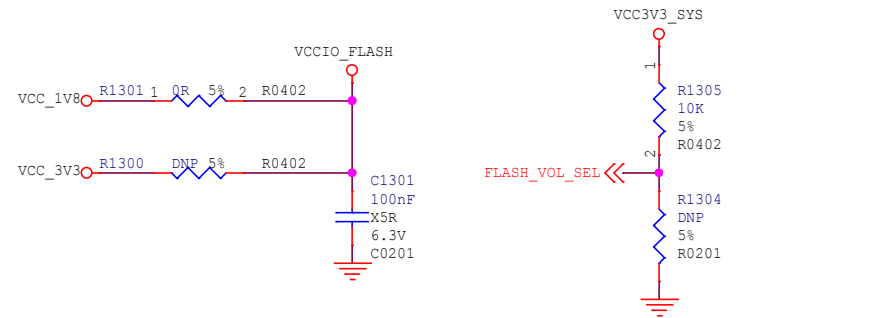 VCC3V3_SYS
VCCIO_FLASH
VCC_1V8 R1301 1 0R 5% 2 R0402
1
R1305
10K
5%
R0402
2
VCC_3V3 R1300 DNP 5% R0402
FLASH_VOL_SEL
C1301
100nF
X5R
6.3V
C0201
R1304
DNP
5%
R0201